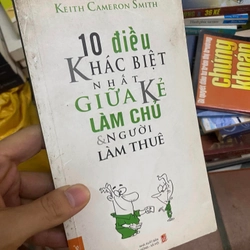 KEITH CAMERON SMITH
10 điều
KHÁC BIỆT
NHẤT
GIỮA KẺ
LÀM CHỦ
& NGƯỜI
LÀM THUÊ
chứng
khoán